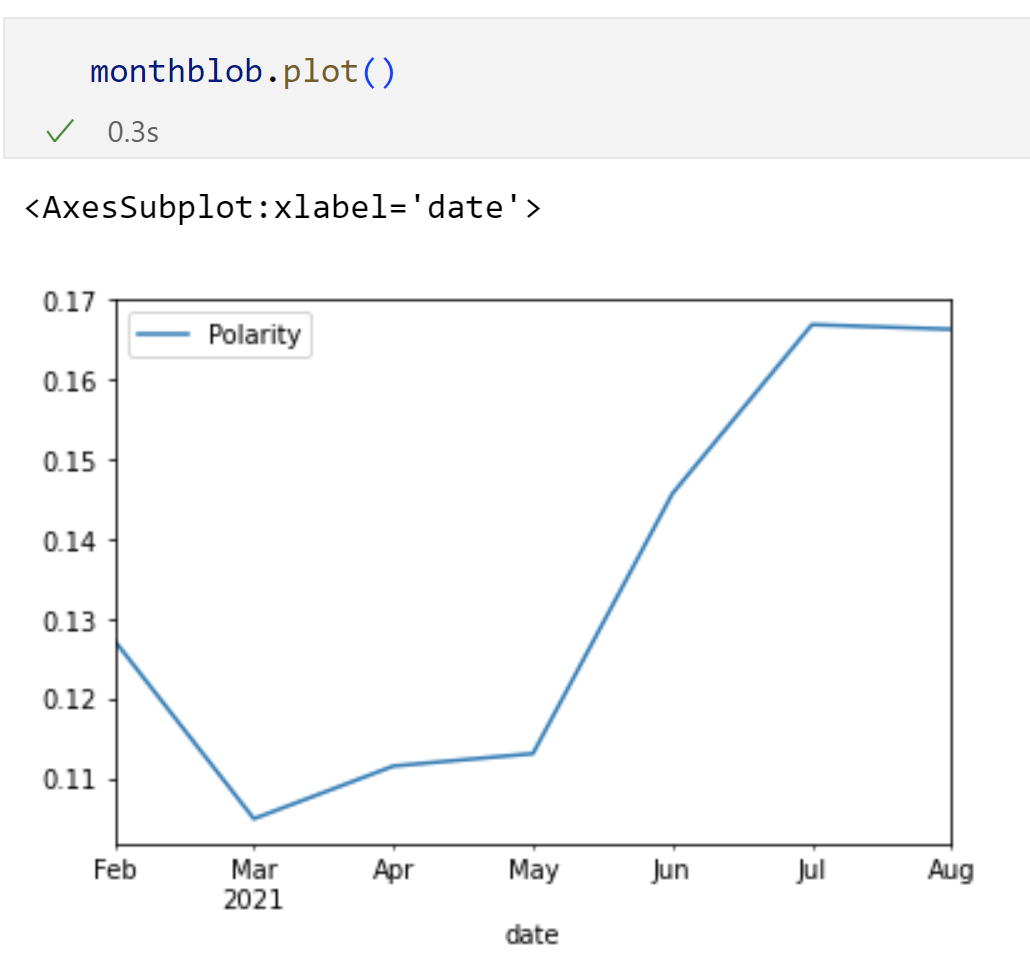 monthblob.plot()
0.3s
<AxesSubplot:xlabel='date'>
0.17
Polarity
0.16
0.15
0.14
0.13
0.12
0.11
Feb Mar Apr May Jun Jul Aug
2021
date